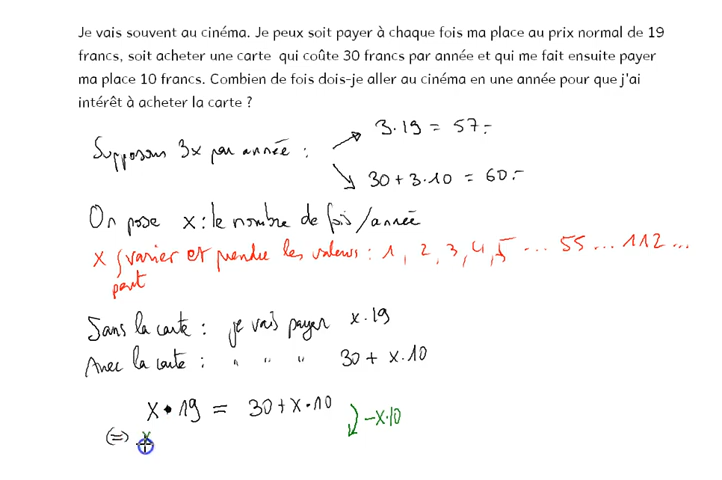 Je vais souvent au cinéma. Je peux soit payer à chaque fois ma place au prix normal de 19
francs, soit acheter une carte qui coûte 30 francs par année et qui me fait ensuite payer
ma place 10 francs. Combien de fois dois-je aller au cinéma en une année pour que j'ai
intérêt à acheter la carte ?
3·19 = 57.-
Supposons 3x par année :
30+3·10 = 60.-
On pose x : le nombre de fois/année
x varier et prendre les valeurs : 1, 2, 3, 4, 5 ... 55 ... 112 ...
peut
Sans la carte : je vais payer x·19
Avec la carte : " " " 30 + x·10
x·19 = 30+x·10
-x·10
(=) x